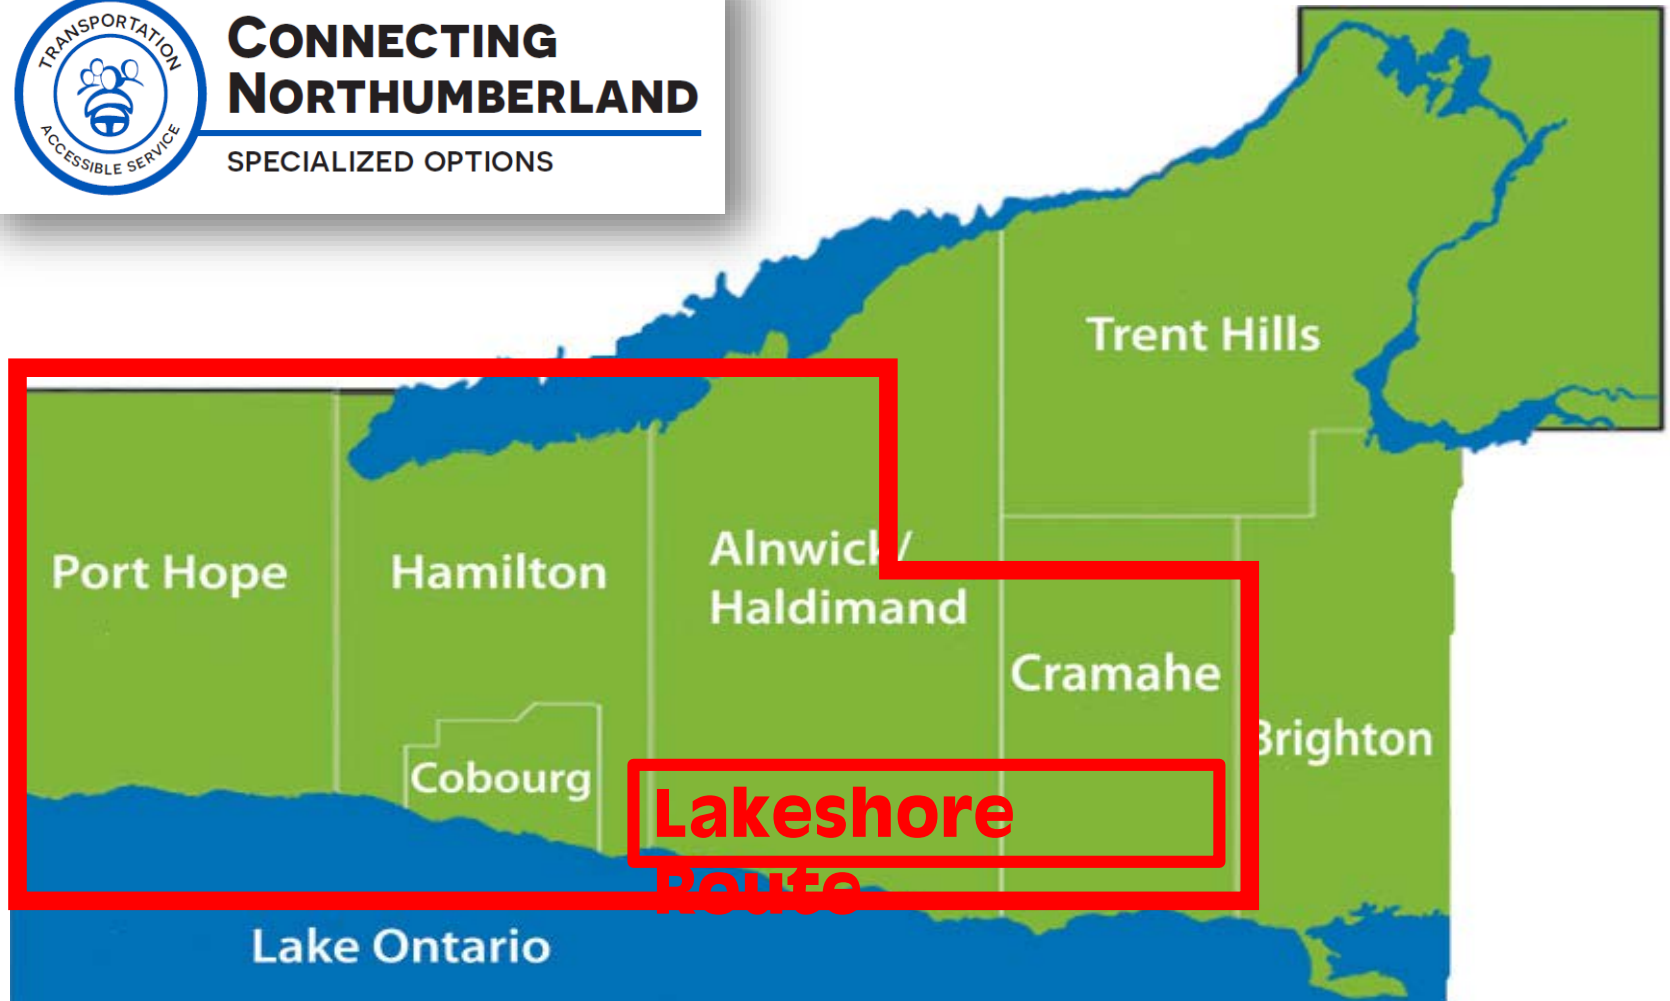 TRANSPORTATION
ACCESSIBLE SERVICE
CONNECTING
NORTHUMBERLAND
SPECIALIZED OPTIONS
Trent Hills
Port Hope
Hamilton
Alnwick/
Haldimand
Cramahe
Brighton
Cobourg
Lakeshore
Route
Lake Ontario